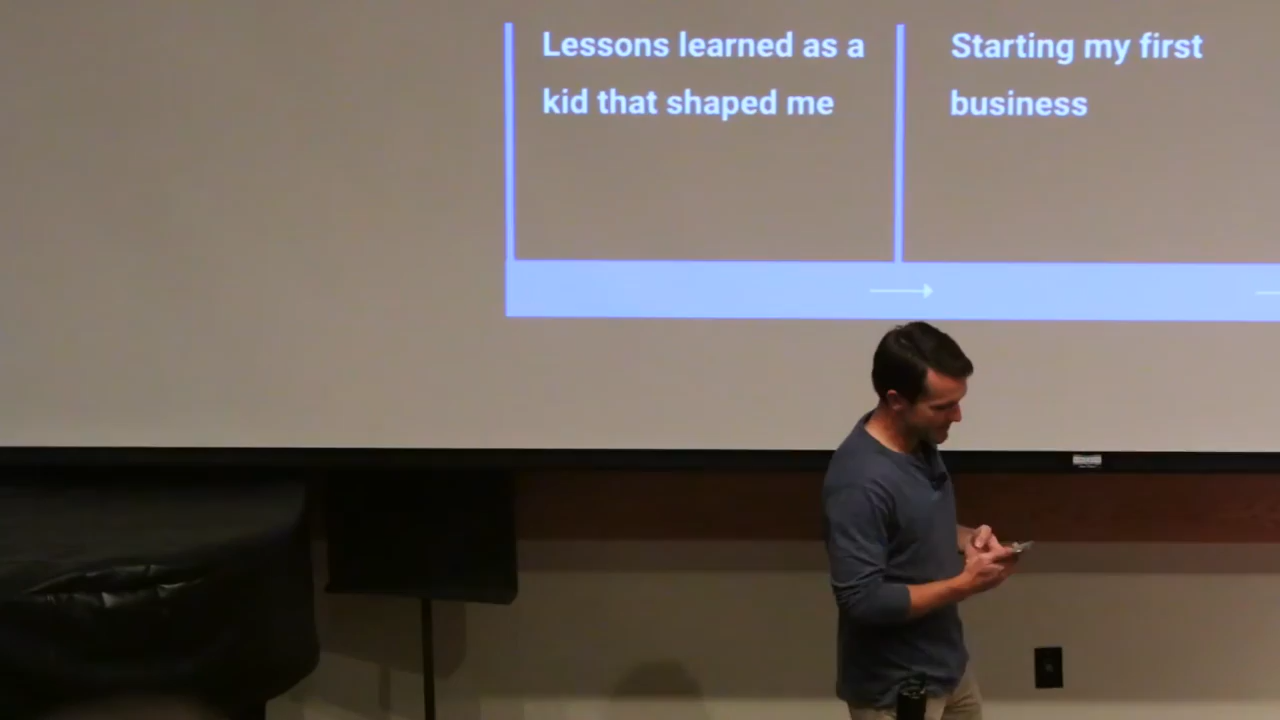 Lessons learned as a
kid that shaped me
Starting my first
business